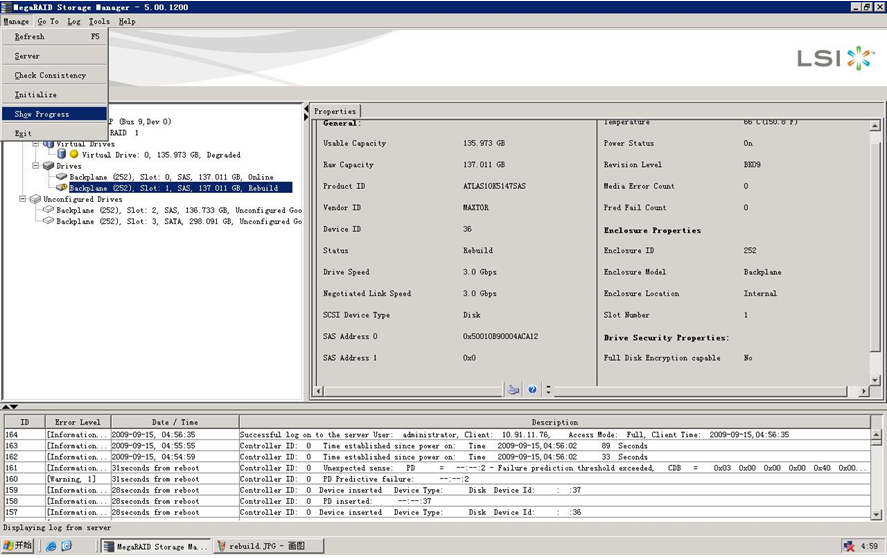 MegaRAID Storage Manager - 5.00.1200
Manage Go To Log Tools Help
Refresh F5
Server
Check Consistency
Initialize
Show Progress
Exit
LSI
P (Bus 9,Dev 0)
RAID 1
Virtual Drives
Virtual Drive: 0, 135.973 GB, Degraded
Drives
Backplane (252), Slot: 0, SAS, 137.011 GB, Online
Backplane (252), Slot: 1, SAS, 137.011 GB, Rebuild
Unconfigured Drives
Backplane (252), Slot: 2, SAS, 136.733 GB, Unconfigured Goo
Backplane (252), Slot: 3, SATA, 298.091 GB, Unconfigured Go
Properties
General:
Usable Capacity 135.973 GB
Raw Capacity 137.011 GB
Product ID ATLAS10K5147SAS
Vendor ID MAXTOR
Device ID 36
Status Rebuild
Drive Speed 3.0 Gbps
Negotiated Link Speed 3.0 Gbps
SCSI Device Type Disk
SAS Address 0 0x50010B90004ACA12
SAS Address 1 0x0
Temperature 66 C(150.8 F)
Power Status On
Revision Level BK09
Media Error Count 0
Pred Fail Count 0
Enclosure Properties
Enclosure ID 252
Enclosure Model Backplane
Enclosure Location Internal
Slot Number 1
Drive Security Properties:
Full Disk Encryption capable No
ID Error Level Date / Time Description
164 [Information... 2009-09-15, 04:56:35 Successful log on to the server User: administrator, Client: 10.91.11.76, Access Mode: Full, Client Time: 2009-09-15,04:56:35
163 [Information... 2009-09-15, 04:55:55 Controller ID: 0 Time established since power on: Time 2009-09-15,04:56:02 89 Seconds
162 [Information... 2009-09-15, 04:54:59 Controller ID: 0 Time established since power on: Time 2009-09-15,04:56:02 33 Seconds
161 [Information... 31seconds from reboot Controller ID: 0 Unexpected sense: PD = --:--:2 - Failure prediction threshold exceeded, CDB = 0x03 0x00 0x00 0x00 0x40 0x00...
160 [Warning, 1] 31seconds from reboot Controller ID: 0 PD Predictive failure: --:--:2
159 [Information... 28seconds from reboot Controller ID: 0 Device inserted Device Type: Disk Device Id: : :37
158 [Information... 28seconds from reboot Controller ID: 0 PD inserted: --:--:37
157 [Information... 28seconds from reboot Controller ID: 0 Device inserted Device Type: Disk Device Id: : :36
Displaying log from server
开始 MegaRAID Storage Ma... rebuild.JPG - 画图 4:59